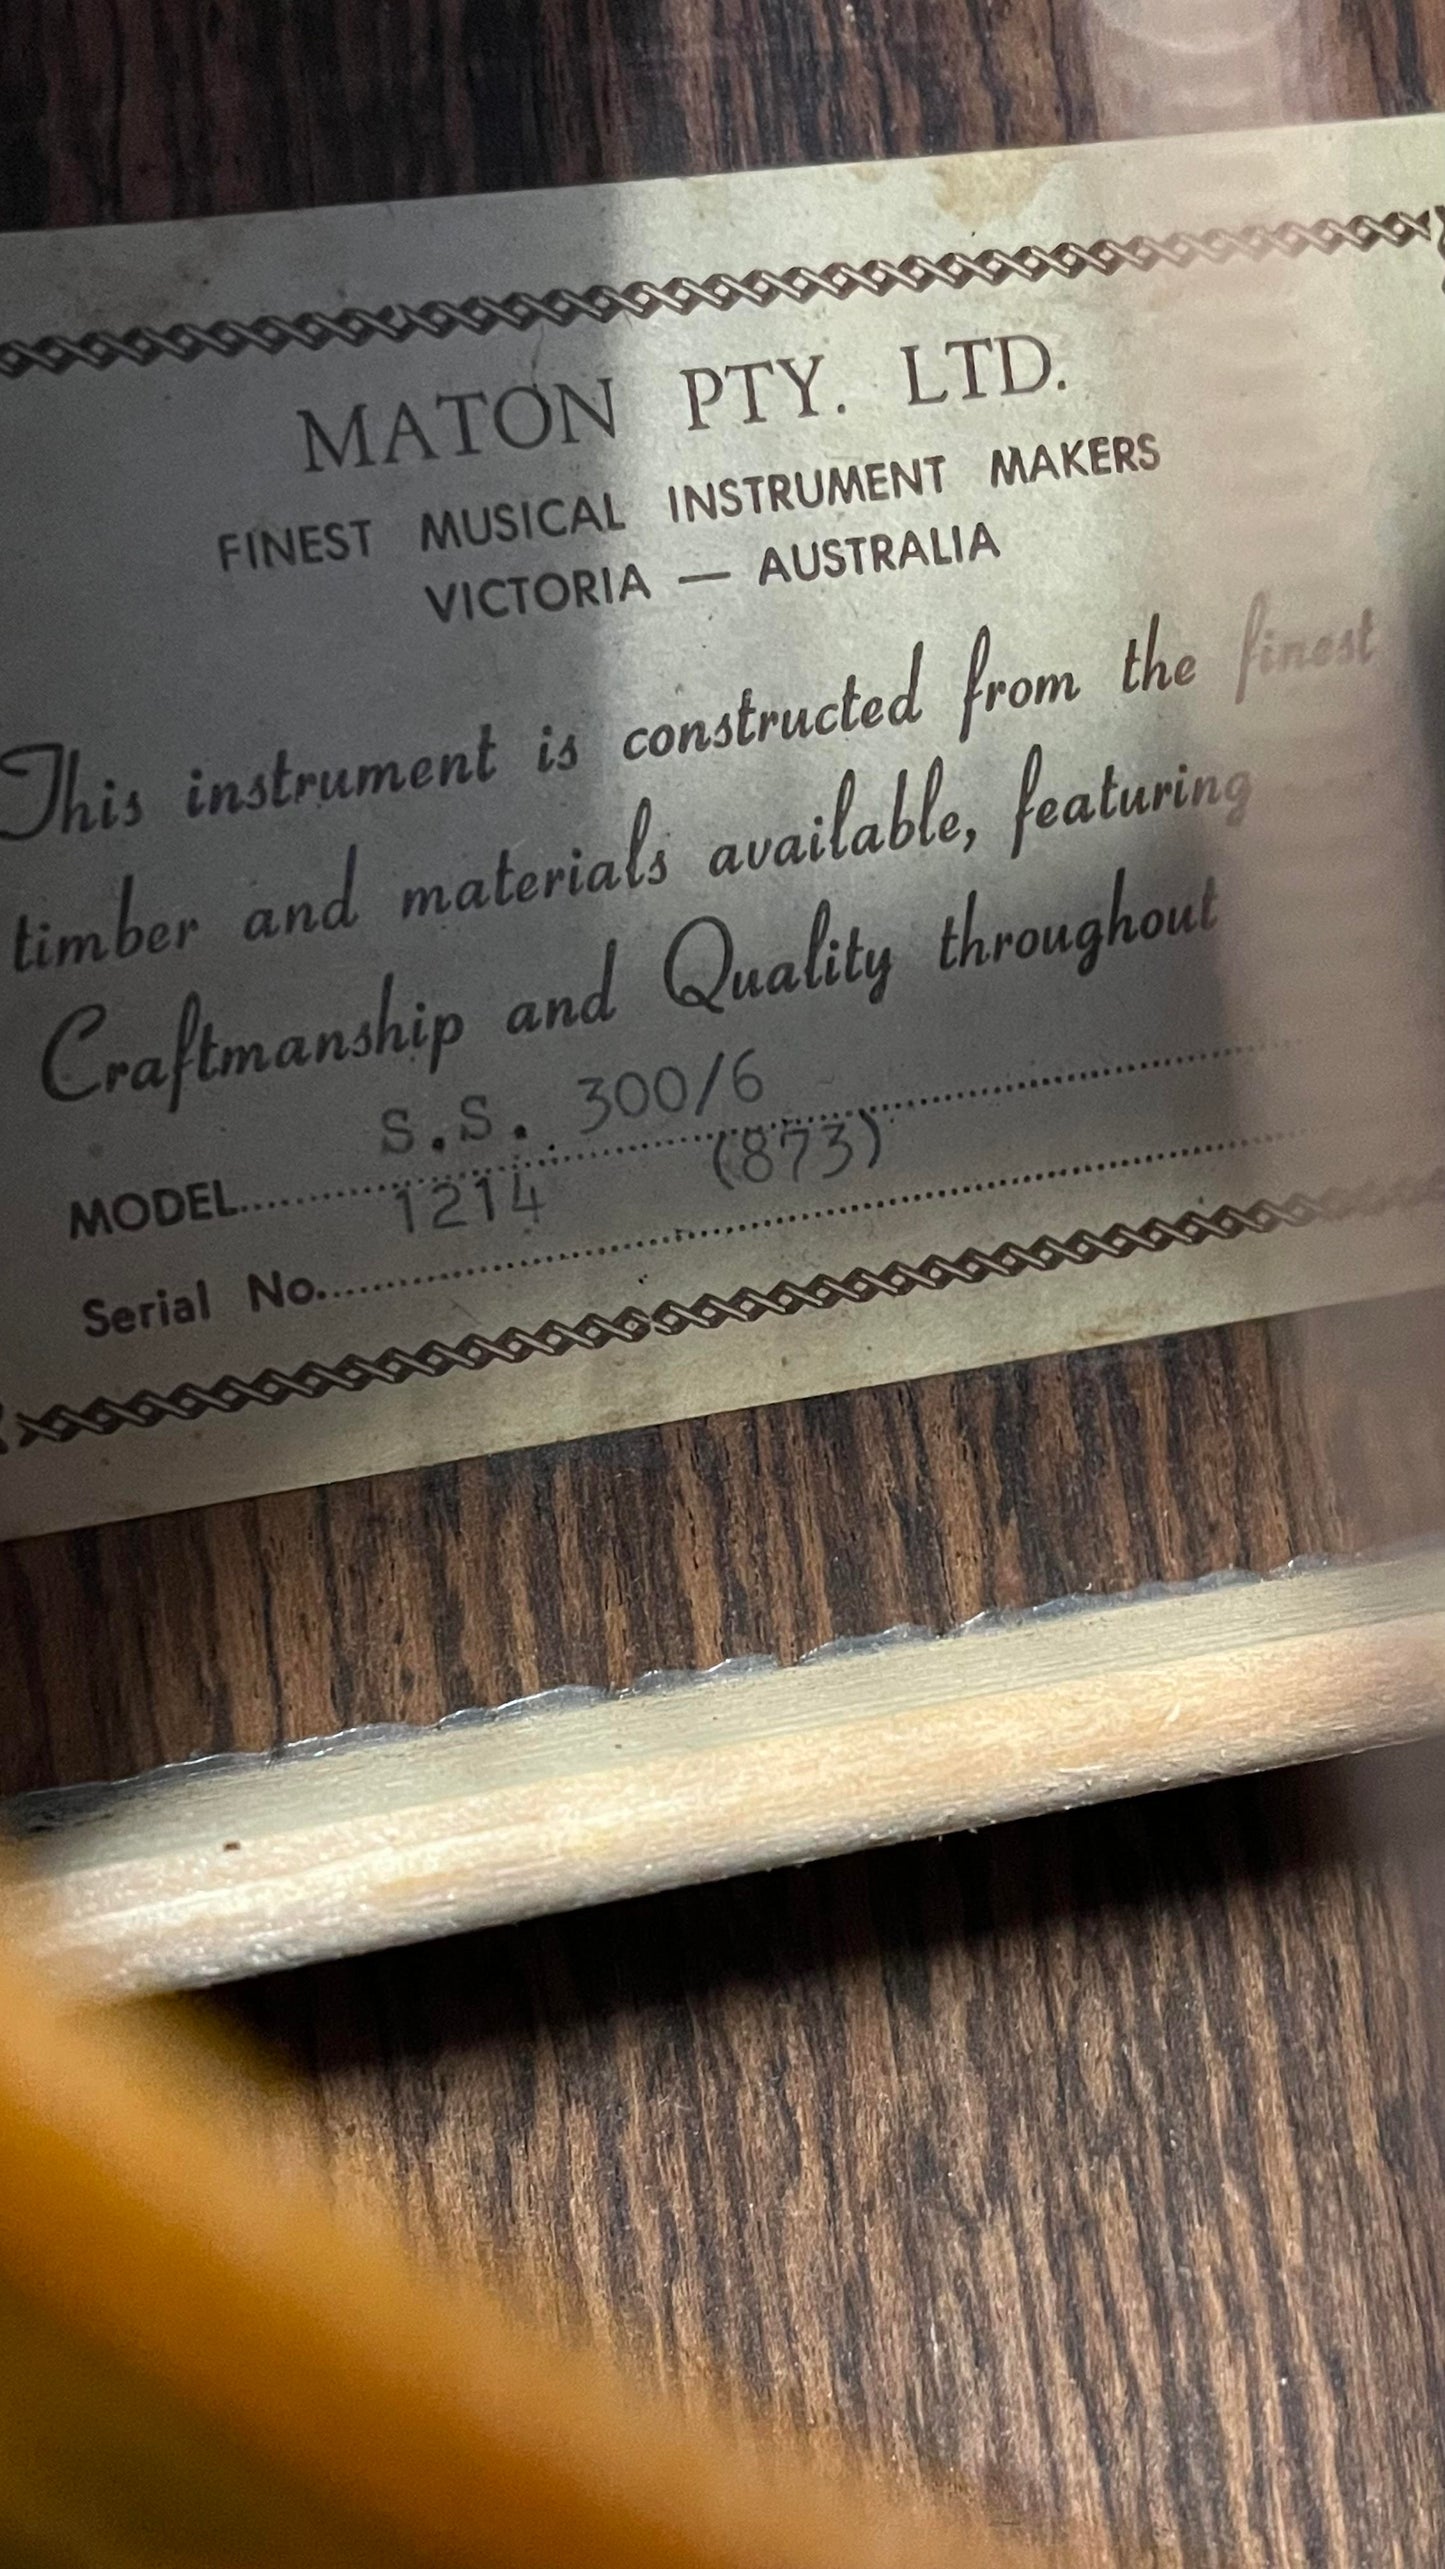 MATON PTY. LTD.
FINEST MUSICAL INSTRUMENT MAKERS
VICTORIA — AUSTRALIA
This instrument is constructed from the finest
timber and materials available, featuring
Craftmanship and Quality throughout
MODEL S.S. 300/6
Serial No. 1214 (873)